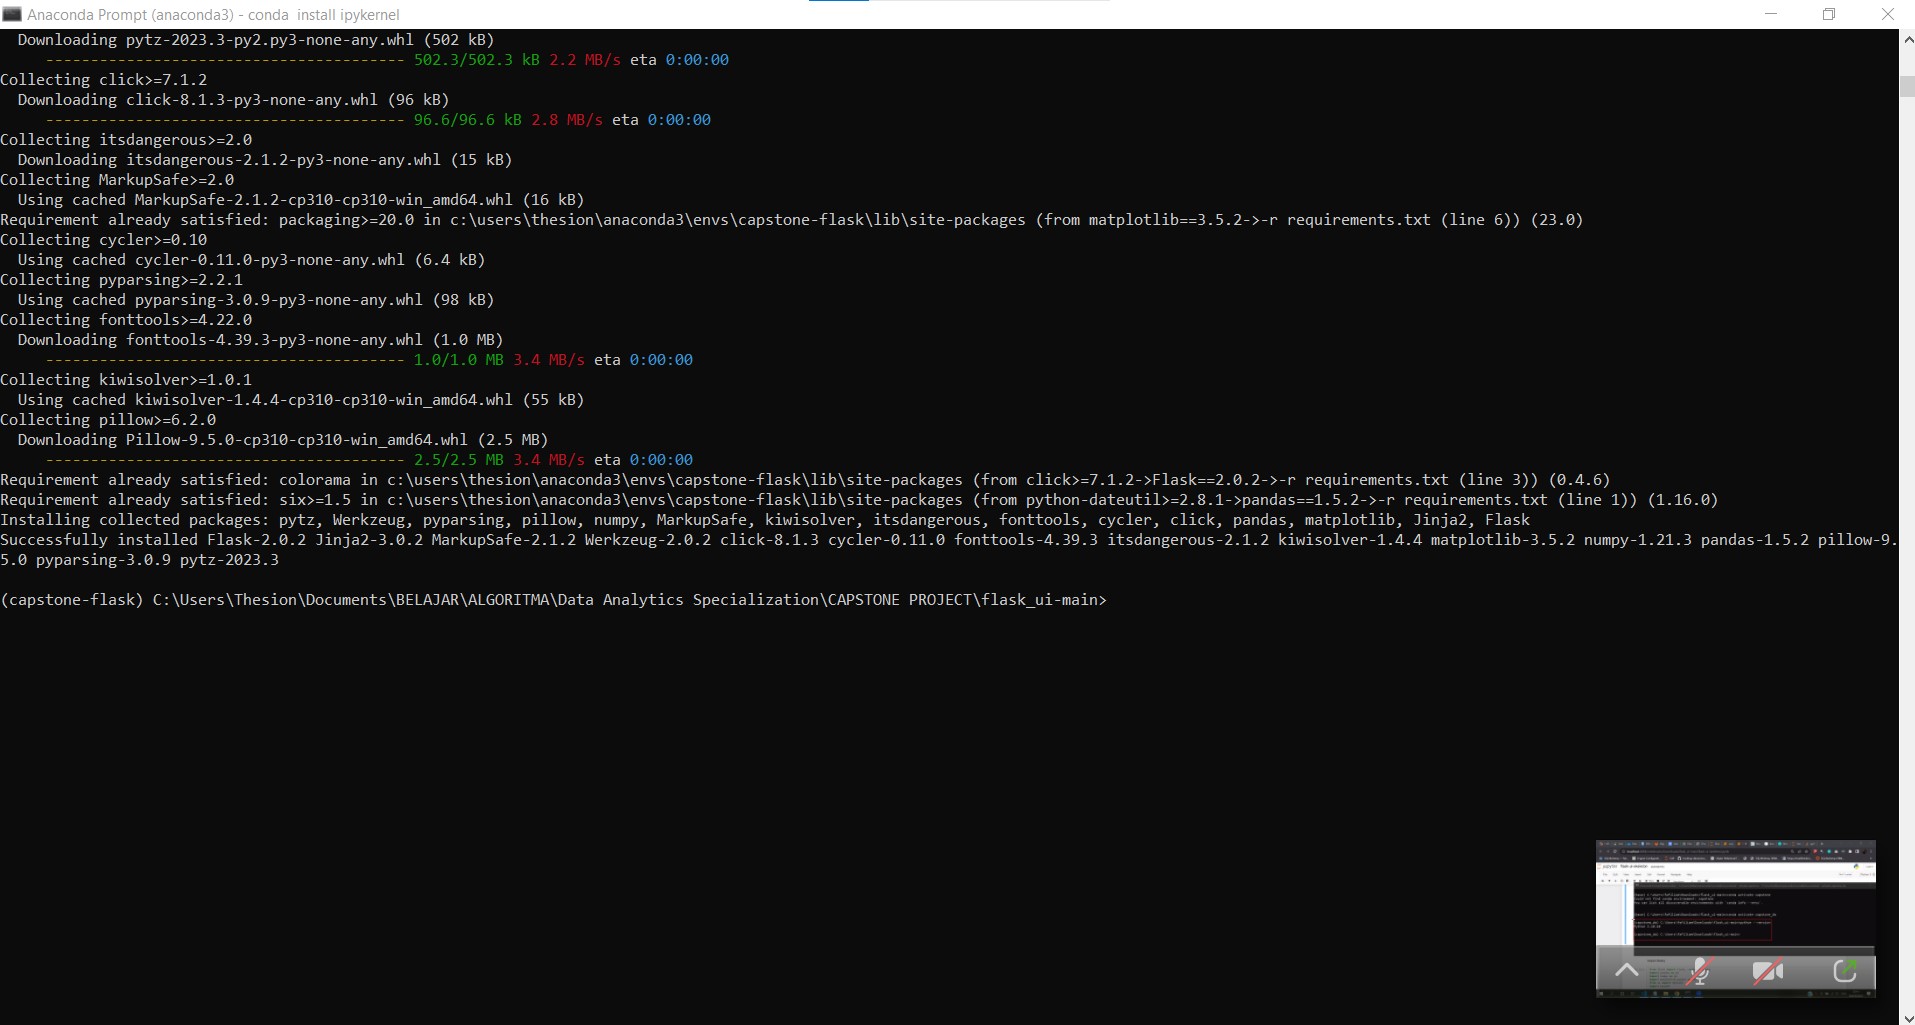 Anaconda Prompt (anaconda3) - conda  install ipykernel
Downloading pytz-2023.3-py2.py3-none-any.whl (502 kB)
---------------------------------------- 502.3/502.3 kB 2.2 MB/s eta 0:00:00
Collecting click>=7.1.2
Downloading click-8.1.3-py3-none-any.whl (96 kB)
---------------------------------------- 96.6/96.6 kB 2.8 MB/s eta 0:00:00
Collecting itsdangerous>=2.0
Downloading itsdangerous-2.1.2-py3-none-any.whl (15 kB)
Collecting MarkupSafe>=2.0
Using cached MarkupSafe-2.1.2-cp310-cp310-win_amd64.whl (16 kB)
Requirement already satisfied: packaging>=20.0 in c:\users\thesion\anaconda3\envs\capstone-flask\lib\site-packages (from matplotlib==3.5.2->-r requirements.txt (line 6)) (23.0)
Collecting cycler>=0.10
Using cached cycler-0.11.0-py3-none-any.whl (6.4 kB)
Collecting pyparsing>=2.2.1
Using cached pyparsing-3.0.9-py3-none-any.whl (98 kB)
Collecting fonttools>=4.22.0
Downloading fonttools-4.39.3-py3-none-any.whl (1.0 MB)
---------------------------------------- 1.0/1.0 MB 3.4 MB/s eta 0:00:00
Collecting kiwisolver>=1.0.1
Using cached kiwisolver-1.4.4-cp310-cp310-win_amd64.whl (55 kB)
Collecting pillow>=6.2.0
Downloading Pillow-9.5.0-cp310-cp310-win_amd64.whl (2.5 MB)
---------------------------------------- 2.5/2.5 MB 3.4 MB/s eta 0:00:00
Requirement already satisfied: colorama in c:\users\thesion\anaconda3\envs\capstone-flask\lib\site-packages (from click>=7.1.2->Flask==2.0.2->-r requirements.txt (line 3)) (0.4.6)
Requirement already satisfied: six>=1.5 in c:\users\thesion\anaconda3\envs\capstone-flask\lib\site-packages (from python-dateutil>=2.8.1->pandas==1.5.2->-r requirements.txt (line 1)) (1.16.0)
Installing collected packages: pytz, Werkzeug, pyparsing, pillow, numpy, MarkupSafe, kiwisolver, itsdangerous, fonttools, cycler, click, pandas, matplotlib, Jinja2, Flask
Successfully installed Flask-2.0.2 Jinja2-3.0.2 MarkupSafe-2.1.2 Werkzeug-2.0.2 click-8.1.3 cycler-0.11.0 fonttools-4.39.3 itsdangerous-2.1.2 kiwisolver-1.4.4 matplotlib-3.5.2 numpy-1.21.3 pandas-1.5.2 pillow-9.
5.0 pyparsing-3.0.9 pytz-2023.3
(capstone-flask) C:\Users\Thesion\Documents\BELAJAR\ALGORITMA\Data Analytics Specialization\CAPSTONE PROJECT\flask_ui-main>